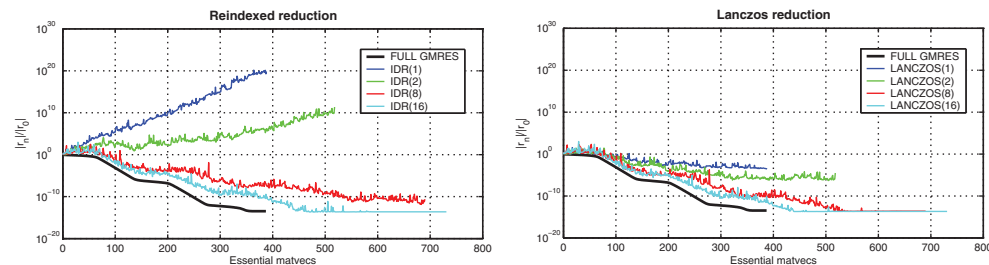 Reindexed reduction
10^30
10^20
10^10
10^0
10^-10
10^-20
|r_n|/|r_0|
FULL GMRES
IDR(1)
IDR(2)
IDR(8)
IDR(16)
0 100 200 300 400 500 600 700 800
Essential matvecs
Lanczos reduction
10^30
10^20
10^10
10^0
10^-10
10^-20
|r_n|/|r_0|
FULL GMRES
LANCZOS(1)
LANCZOS(2)
LANCZOS(8)
LANCZOS(16)
0 100 200 300 400 500 600 700 800
Essential matvecs